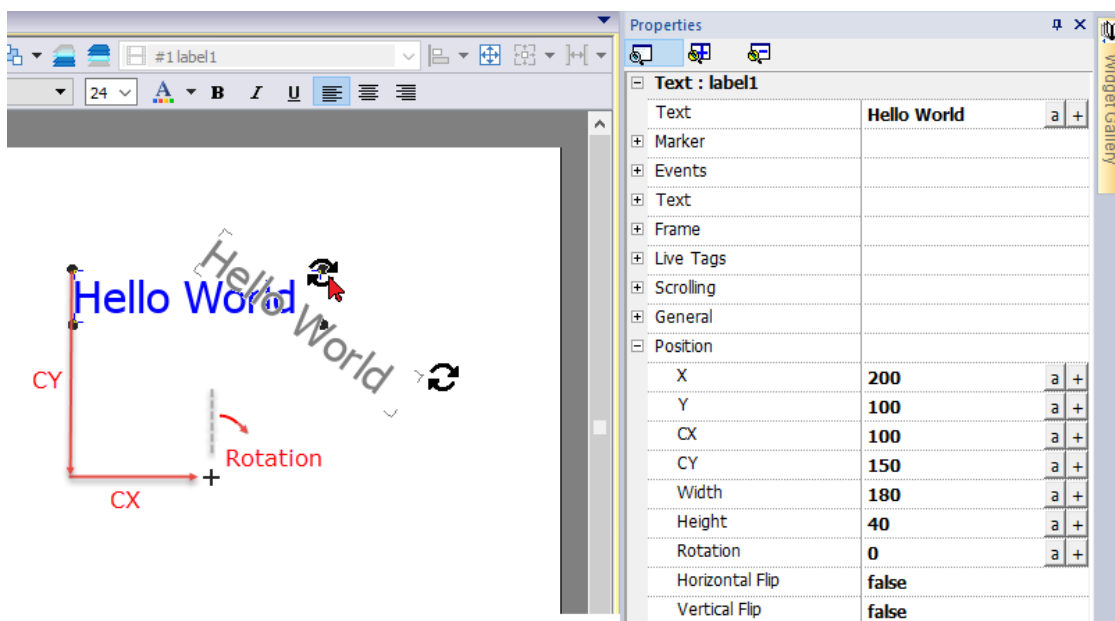 Properties
#1 label1
24
A
B
I
U
Text : label1
Text Hello World a +
Marker
Events
Text
Frame
Live Tags
Scrolling
General
Position
X 200 a +
Y 100 a +
CX 100 a +
CY 150 a +
Width 180 a +
Height 40 a +
Rotation 0 a +
Horizontal Flip false
Vertical Flip false
Widget Gallery
Hello World
Hello World
CY
Rotation
CX